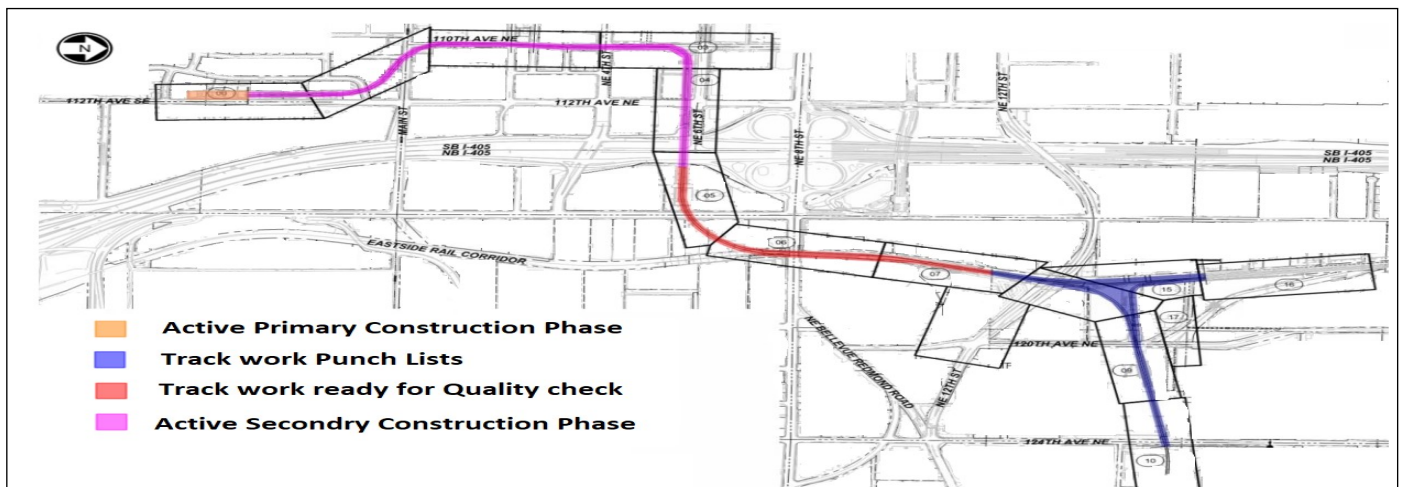 N
110TH AVE NE
NE 4TH ST
03
04
112TH AVE SE
MAIN ST
112TH AVE NE
NE 6TH ST
NE 8TH ST
NE 12TH ST
SB I-405
NB I-405
SB I-405
NB I-405
05
06
EASTSIDE RAIL CORRIDOR
07
15
16
17
Active Primary Construction Phase
Track work Punch Lists
Track work ready for Quality check
Active Secondry Construction Phase
NE BELLEVUE REDMOND ROAD
NE 12TH ST
120TH AVE NE
09
124TH AVE NE
10